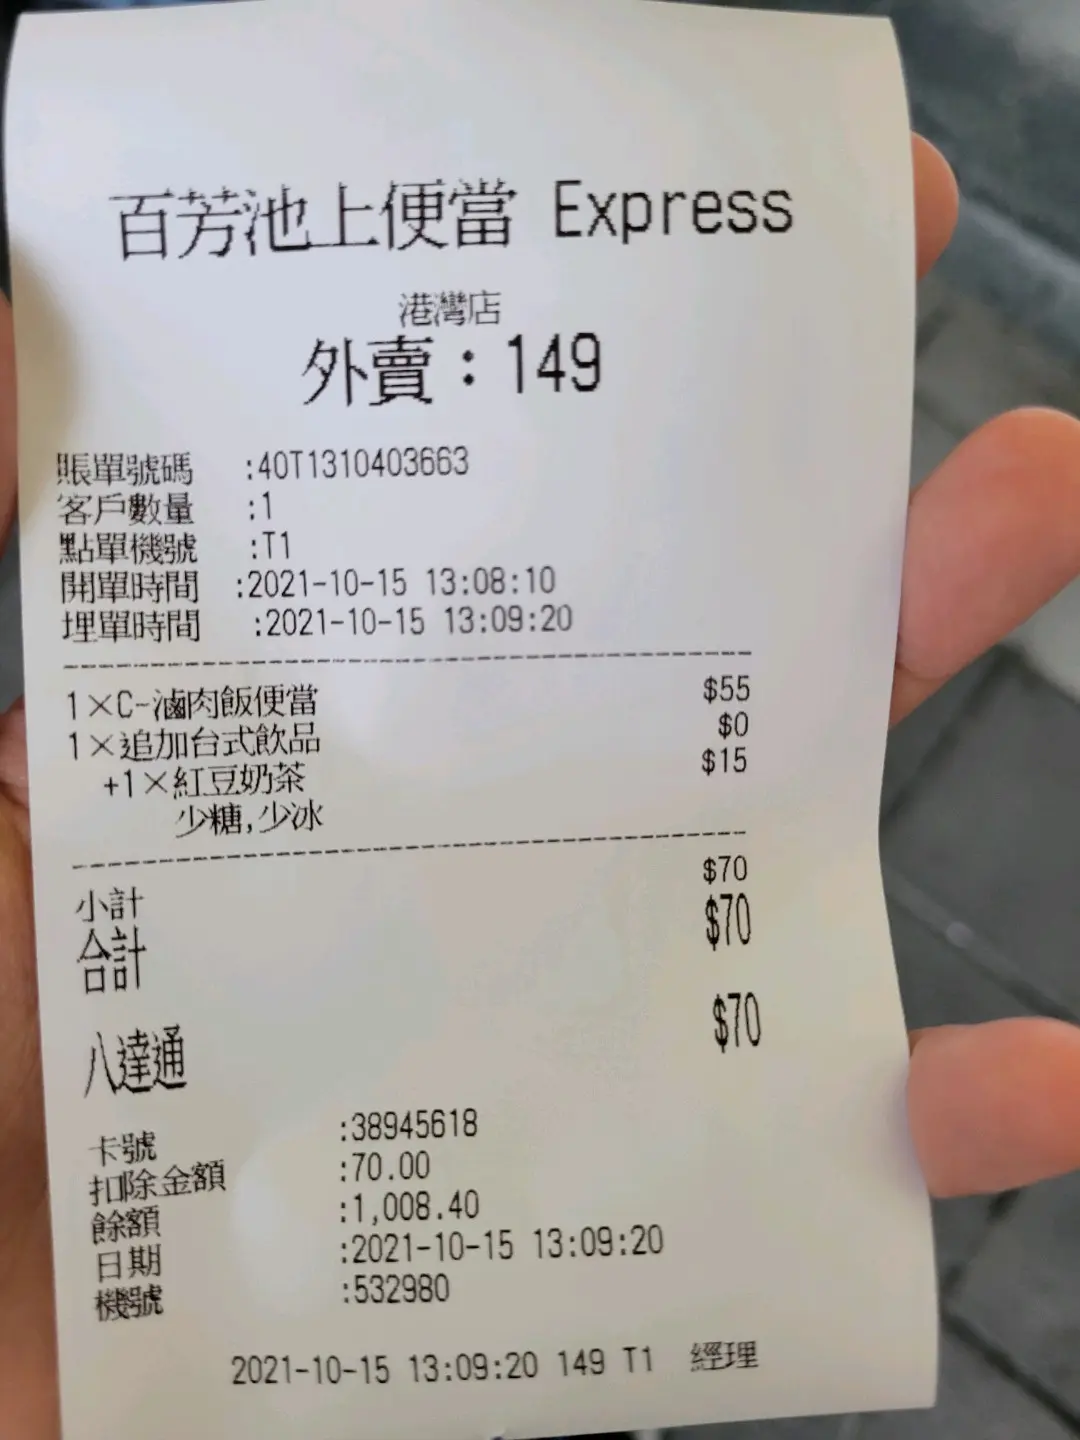 百芳池上便當 Express
港灣店
外賣：149
賬單號碼 :40T1310403663
客戶數量 :1
點單機號 :T1
開單時間 :2021-10-15 13:08:10
埋單時間 :2021-10-15 13:09:20
1×C-滷肉飯便當 $55
1×追加台式飲品 $0
+1×紅豆奶茶 $15
少糖,少冰
小計 $70
合計 $70
八達通 $70
卡號 :38945618
扣除金額 :70.00
餘額 :1,008.40
日期 :2021-10-15 13:09:20
機號 :532980
2021-10-15 13:09:20 149 T1 經理